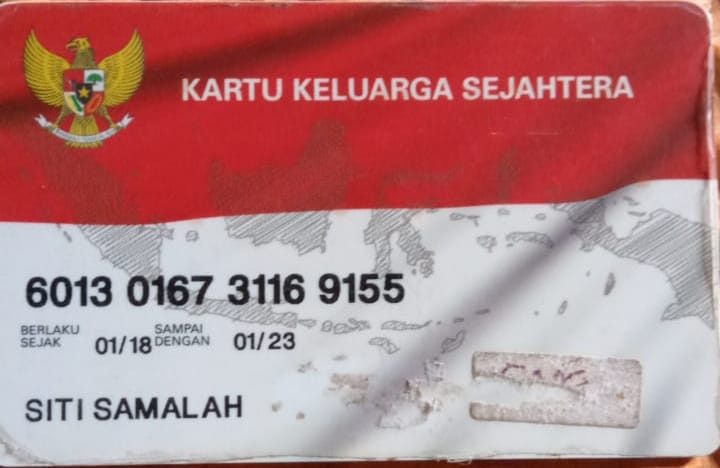 KARTU KELUARGA SEJAHTERA
6013 0167 3116 9155
BERLAKU SEJAK 01/18 SAMPAI DENGAN 01/23
SITI SAMALAH